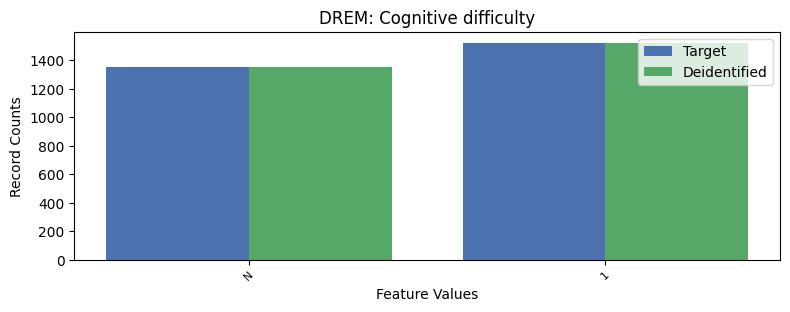 DREM: Cognitive difficulty
Target
Deidentified
Record Counts
1400
1200
1000
800
600
400
200
0
N
1
Feature Values